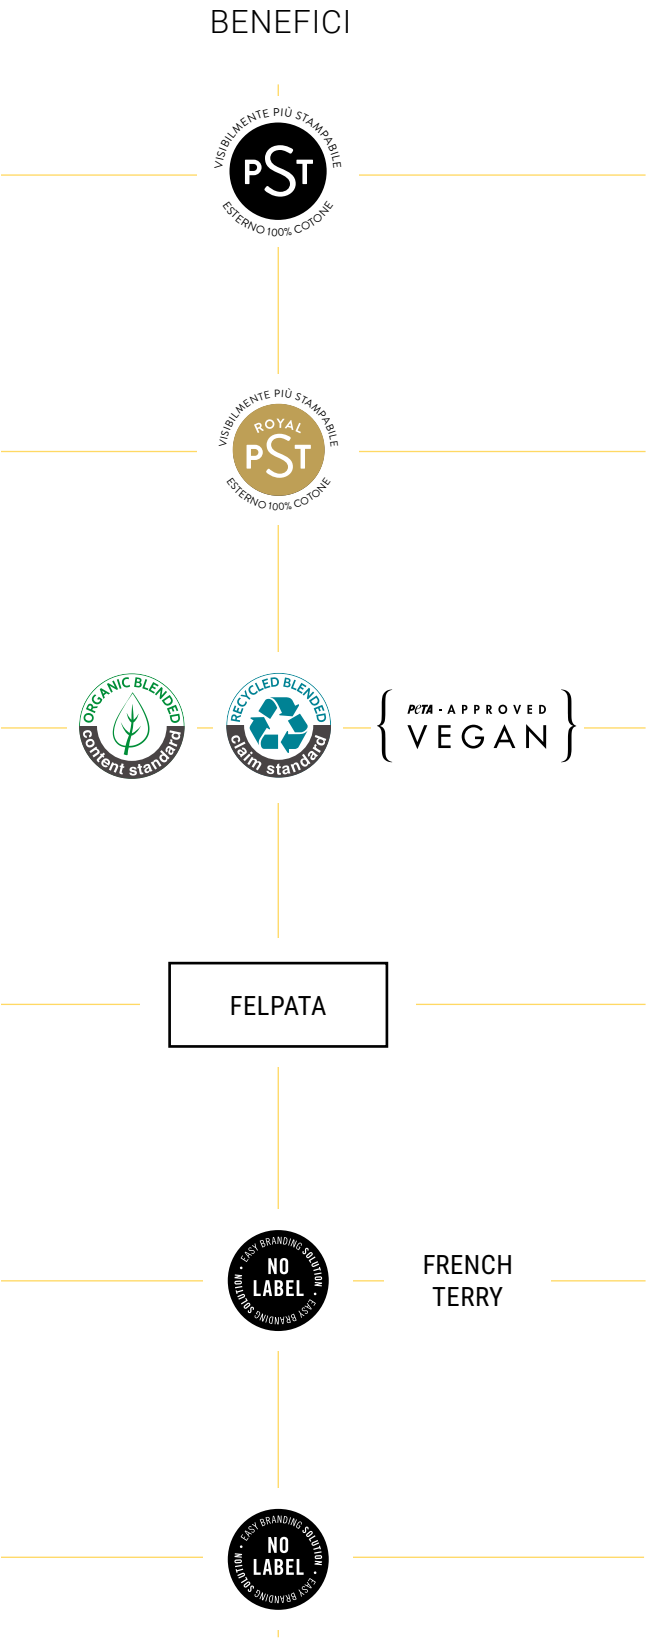 BENEFICI
VISIBILMENTE PIÙ STAMPABILE
PST
ESTERNO 100% COTONE
VISIBILMENTE PIÙ STAMPABILE
ROYAL
PST
ESTERNO 100% COTONE
ORGANIC BLENDED
content standard
RECYCLED BLENDED
claim standard
PETA-APPROVED
VEGAN
FELPATA
• EASY BRANDING SOLUTION
NO
LABEL
• EASY BRANDING SOLUTION
FRENCH
TERRY
• EASY BRANDING SOLUTION
NO
LABEL
• EASY BRANDING SOLUTION